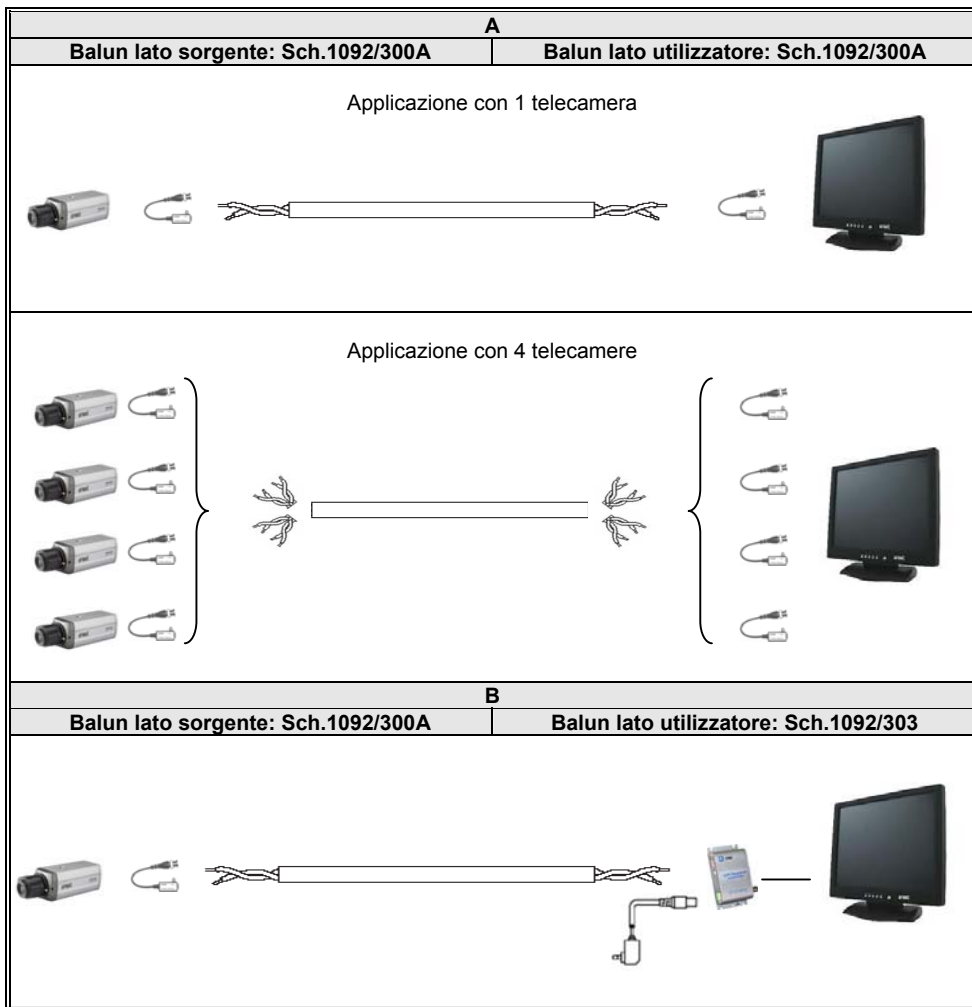 A
Balun lato sorgente: Sch.1092/300A
Balun lato utilizzatore: Sch.1092/300A
Applicazione con 1 telecamera
Applicazione con 4 telecamere
B
Balun lato sorgente: Sch.1092/300A
Balun lato utilizzatore: Sch.1092/303